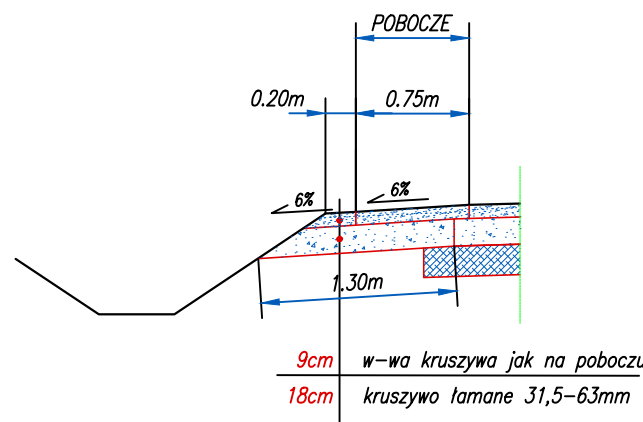 POBOCZE
0.20m
0.75m
6%
6%
1.30m
9cm w-wa kruszywa jak na poboczu
18cm kruszywo łamane 31,5-63mm